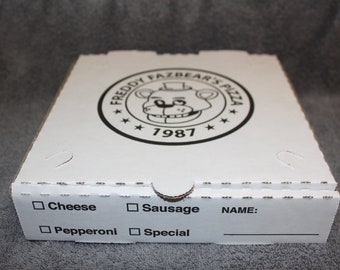 FREDDY FAZBEAR'S PIZZA
1987
Cheese Sausage NAME:
Pepperoni Special